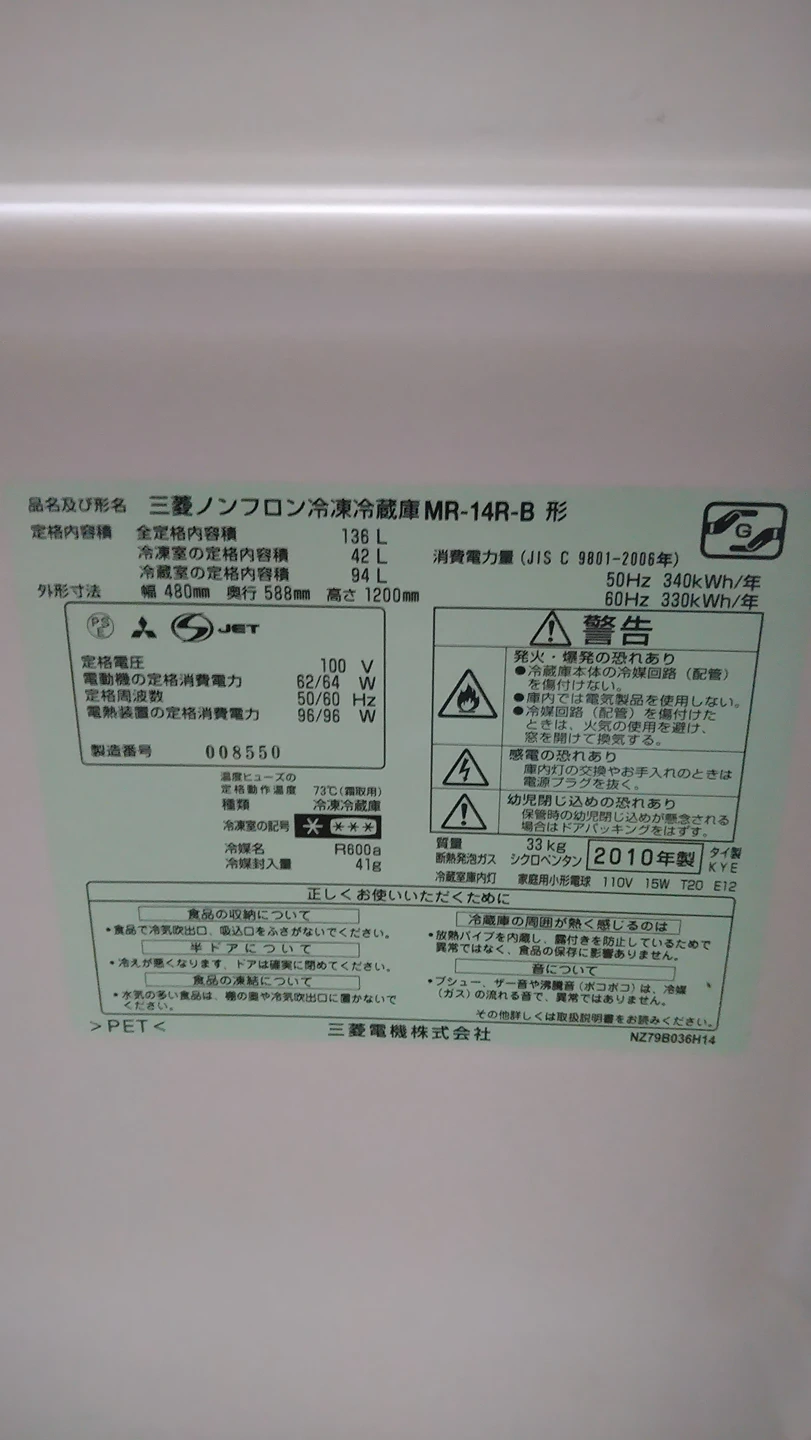 品名及び形名 三菱ノンフロン冷凍冷蔵庫 MR-14R-B 形
定格内容積 全定格内容積 136 L
冷凍室の定格内容積 42 L
冷蔵室の定格内容積 94 L
外形寸法 幅 480mm 奥行 588mm 高さ 1200mm
消費電力量 (JIS C 9801-2006年)
50Hz 340kWh/年
60Hz 330kWh/年
G
PS
E
JET
定格電圧 100 V
電動機の定格消費電力 62/64 W
定格周波数 50/60 Hz
電熱装置の定格消費電力 96/96 W
製造番号 008550
温度ヒューズの
定格動作温度 73℃(霜取用)
種類 冷凍冷蔵庫
冷凍室の記号
冷媒名 R600a
冷媒封入量 41g
警告
発火・爆発の恐れあり
●冷蔵庫本体の冷媒回路(配管)
を傷付けない。
●庫内では電気製品を使用しない。
●冷媒回路(配管)を傷付けた
ときは、火気の使用を避け、
窓を開けて換気する。
感電の恐れあり
庫内灯の交換やお手入れのときは
電源プラグを抜く。
幼児閉じ込めの恐れあり
保管時の幼児閉じ込めが懸念される
場合はドアパッキングをはずす。
質量 33 kg
断熱発泡ガス シクロペンタン
2010年製
タイ製
KYE
冷蔵室庫内灯 家庭用小形電球 110V 15W T20 E12
正しくお使いいただくために
食品の収納について
•食品で冷気吹出口、吸込口をふさがないでください。
半ドアについて
•冷えが悪くなります、ドアは確実に閉めてください。
食品の凍結について
•水気の多い食品は、棚の奥や冷気吹出口に置かないで
ください。
冷蔵庫の周囲が熱く感じるのは
•放熱パイプを内蔵し、露付きを防止しているためで
異常ではなく、食品の保存に影響ありません。
音について
•プシュー、ザー音や沸騰音(ポコポコ)は、冷媒
(ガス)の流れる音で、異常ではありません。
その他詳しくは取扱説明書をお読みください。
>PET<
三菱電機株式会社
NZ79B036H14